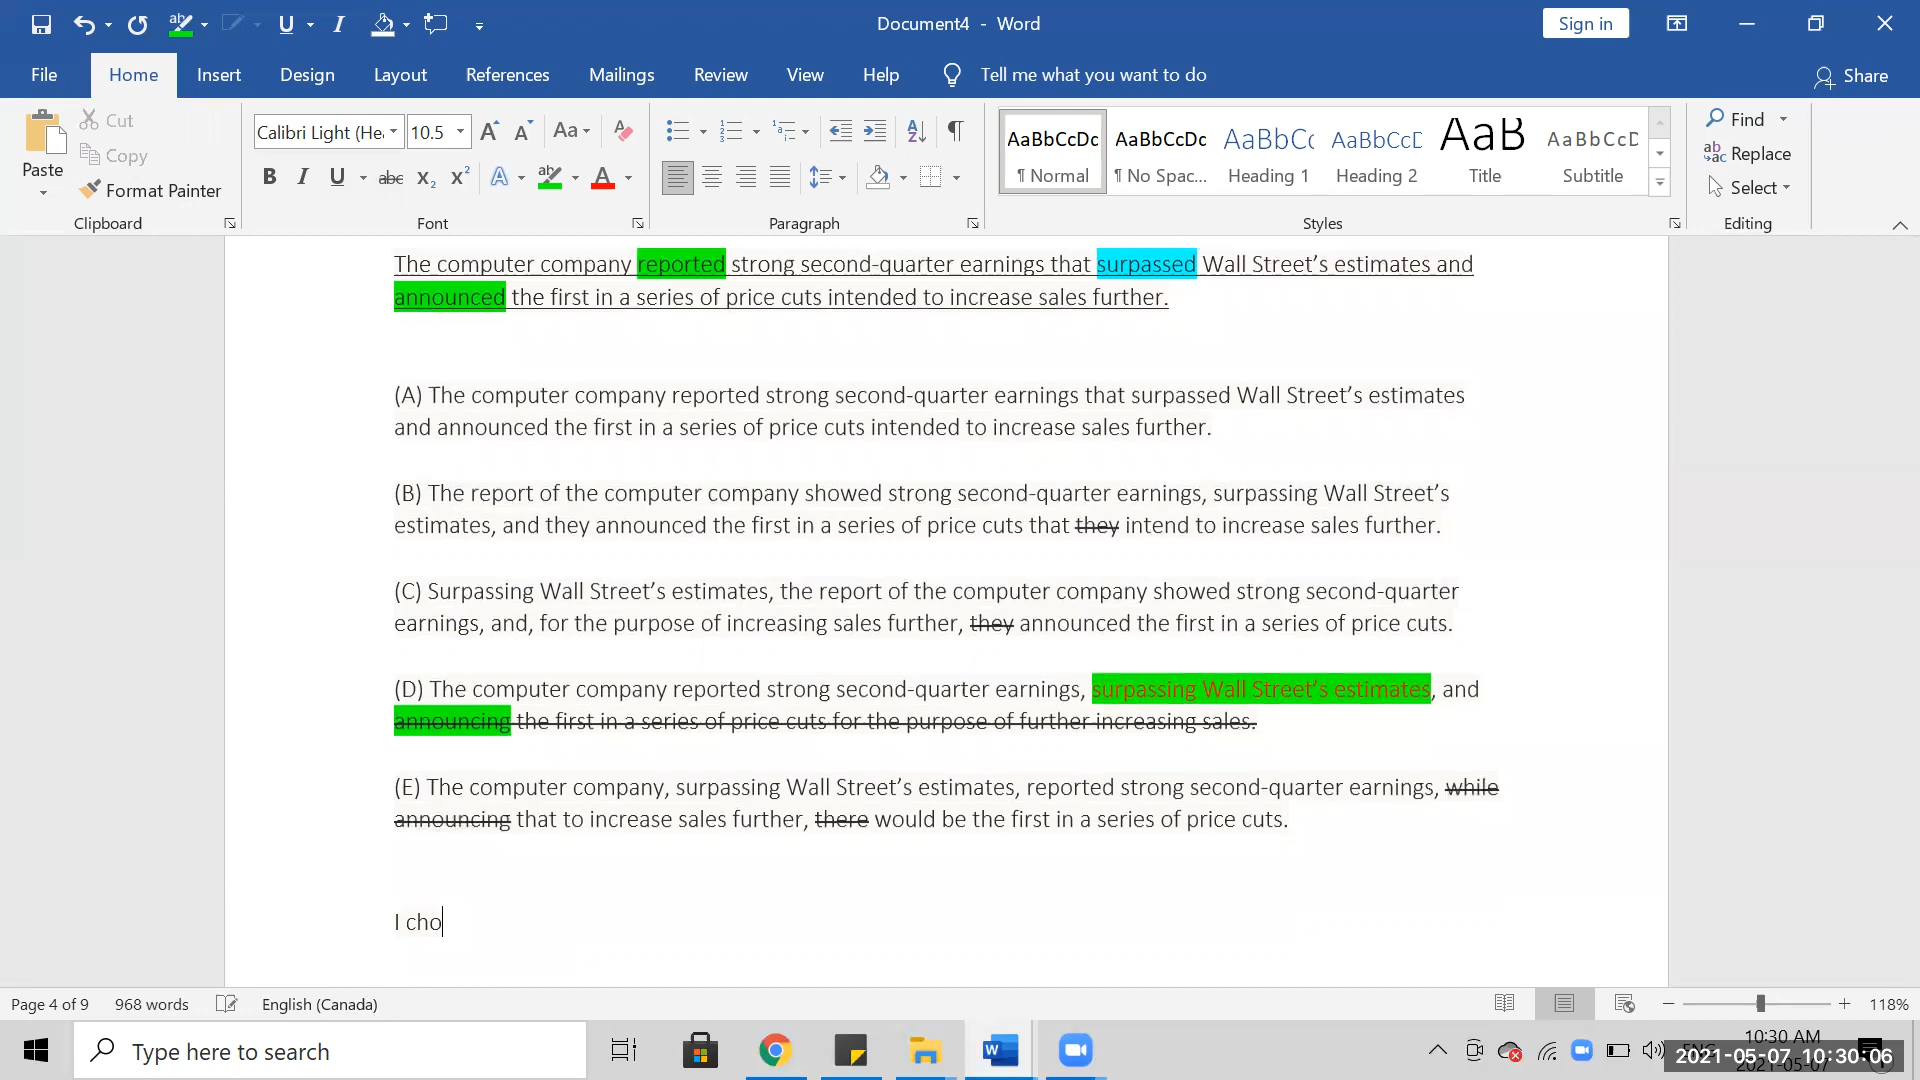 Document4 - Word
Sign in
File Home Insert Design Layout References Mailings Review View Help Tell me what you want to do Share
Cut
Copy
Format Painter
Paste
Clipboard
Calibri Light (He 10.5
Aa
B I U abc X₂ X²
Font
Paragraph
AaBbCcDc AaBbCcDc AaBbCc AaBbCcD AaB AaBbCcD
¶ Normal ¶ No Spac... Heading 1 Heading 2 Title Subtitle
Styles
Find
Replace
Select
Editing
The computer company reported strong second-quarter earnings that surpassed Wall Street’s estimates and
announced the first in a series of price cuts intended to increase sales further.
(A) The computer company reported strong second-quarter earnings that surpassed Wall Street’s estimates
and announced the first in a series of price cuts intended to increase sales further.
(B) The report of the computer company showed strong second-quarter earnings, surpassing Wall Street’s
estimates, and they announced the first in a series of price cuts that they intend to increase sales further.
(C) Surpassing Wall Street’s estimates, the report of the computer company showed strong second-quarter
earnings, and, for the purpose of increasing sales further, they announced the first in a series of price cuts.
(D) The computer company reported strong second-quarter earnings, surpassing Wall Street’s estimates, and
announcing the first in a series of price cuts for the purpose of further increasing sales.
(E) The computer company, surpassing Wall Street’s estimates, reported strong second-quarter earnings, while
announcing that to increase sales further, there would be the first in a series of price cuts.
I cho
Page 4 of 9 968 words English (Canada) 118%
Type here to search
10:30 AM
2021-05-07 10:30:06